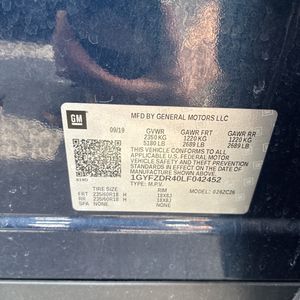 GM
MFD BY GENERAL MOTORS LLC
09/19 GVWR GAWR FRT GAWR RR
2350 KG 1220 KG 1220 KG
5180 LB 2689 LB 2689 LB
THIS VEHICLE CONFORMS TO ALL
APPLICABLE U.S. FEDERAL MOTOR
VEHICLE SAFETY AND THEFT
PREVENTION STANDARDS IN EFFECT
ON THE DATE OF MANUFACTURE
SHOWN ABOVE.
1GYFZDR40LF042452
TYPE: M.P.V. MODEL:
TIRE SIZE RIM
FRT 235/60R18 H 18X8J
RR 235/60R18 H 18X8J
SPA NONE NONE